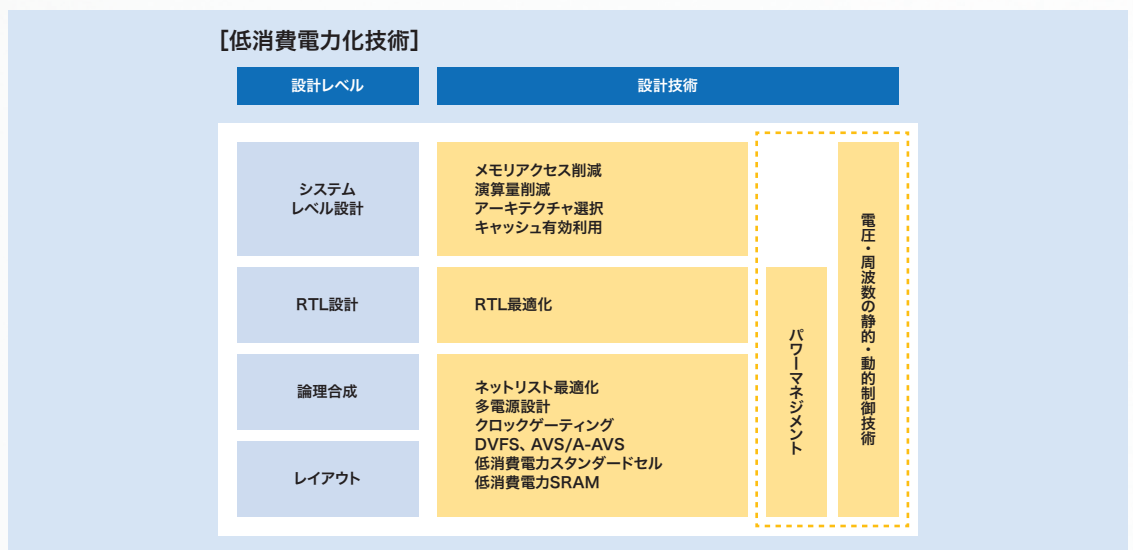 [低消費電力化技術]
設計レベル
設計技術
システム
レベル設計
メモリアクセス削減
演算量削減
アーキテクチャ選択
キャッシュ有効利用
RTL設計
RTL最適化
論理合成
レイアウト
ネットリスト最適化
多電源設計
クロックゲーティング
DVFS、AVS/A-AVS
低消費電力スタンダードセル
低消費電力SRAM
パワーマネジメント
電圧・周波数の静的・動的制御技術